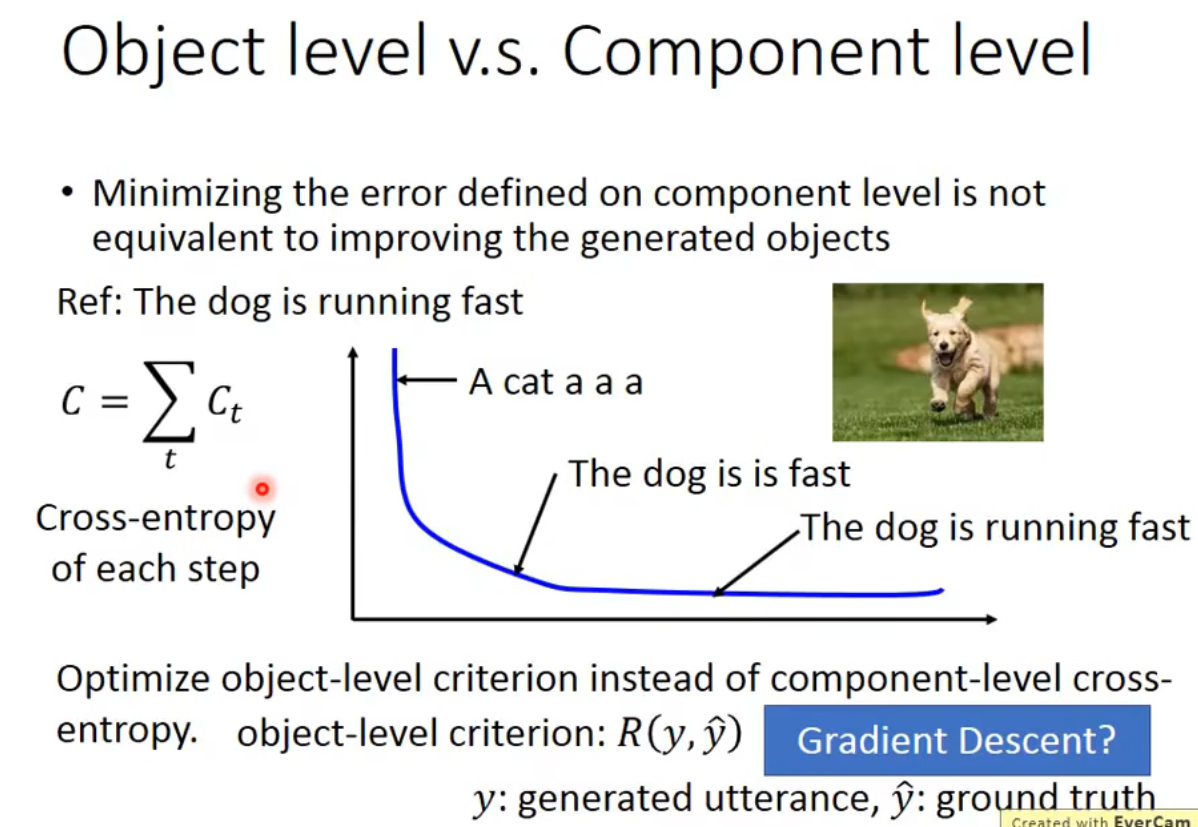 Object level v.s. Component level
• Minimizing the error defined on component level is not
equivalent to improving the generated objects
Ref: The dog is running fast
C = ∑ C_t
t
Cross-entropy
of each step
A cat a a a
The dog is is fast
The dog is running fast
Optimize object-level criterion instead of component-level cross-
entropy. object-level criterion: R(y, ŷ)
Gradient Descent?
y: generated utterance, ŷ: ground truth
Created with EverCam